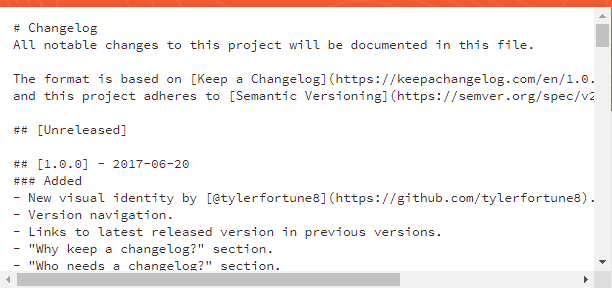 # Changelog
All notable changes to this project will be documented in this file.
The format is based on [Keep a Changelog](https://keepachangelog.com/en/1.0.
and this project adheres to [Semantic Versioning](https://semver.org/spec/v2
## [Unreleased]
## [1.0.0] - 2017-06-20
### Added
- New visual identity by [@tylerfortune8](https://github.com/tylerfortune8).
- Version navigation.
- Links to latest released version in previous versions.
- "Why keep a changelog?" section.
- "Who needs a changelog?" section.